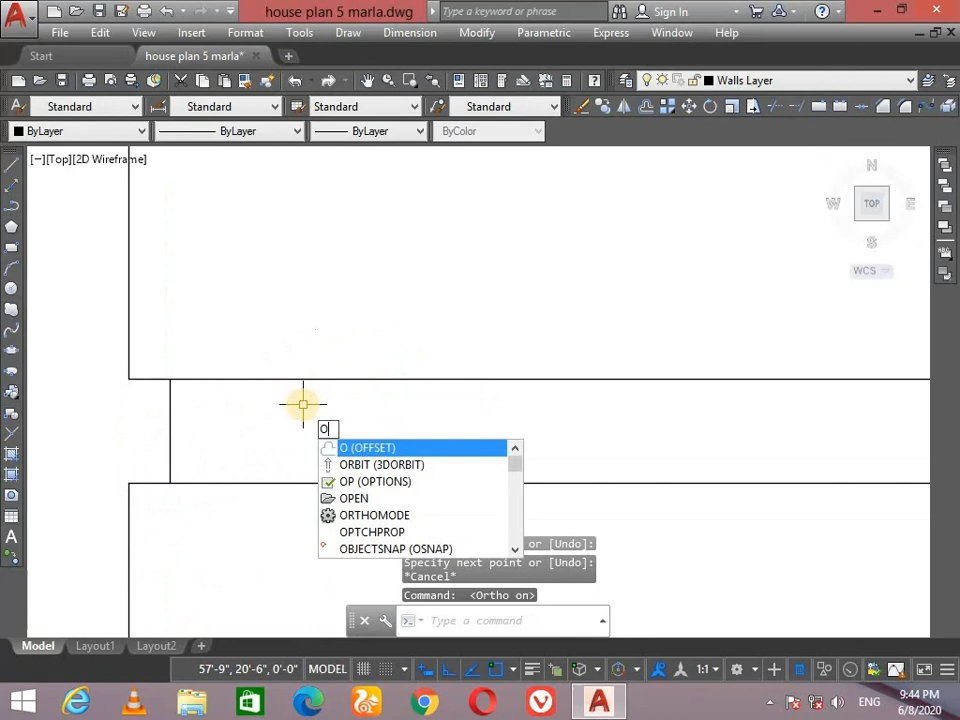 house plan 5 marla.dwg
Type a keyword or phrase
Sign In
File Edit View Insert Format Tools Draw Dimension Modify Parametric Express Window Help
Start
house plan 5 marla*
Walls Layer
Standard
Standard
Standard
Standard
ByLayer
ByLayer
ByLayer
ByColor
[−][Top][2D Wireframe]
N
W
TOP
E
S
WCS
O
O (OFFSET)
ORBIT (3DORBIT)
OP (OPTIONS)
OPEN
ORTHOMODE
OPTCHPROP
OBJECTSNAP (OSNAP)
or [Undo]:
Specify next point or [Undo]:
*Cancel*
Command: <Ortho on>
Type a command
Model
Layout1
Layout2
57'-9", 20'-6", 0'-0"
MODEL
1:1
ENG
9:44 PM
6/8/2020